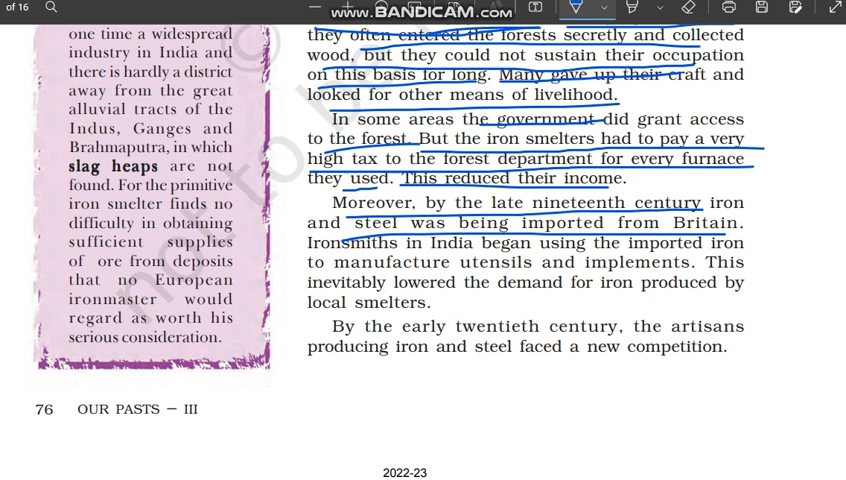 of 16
www.BANDICAM.com
one time a widespread
industry in India and
there is hardly a district
away from the great
alluvial tracts of the
Indus, Ganges and
Brahmaputra, in which
slag heaps are not
found. For the primitive
iron smelter finds no
difficulty in obtaining
sufficient supplies
of ore from deposits
that no European
ironmaster would
regard as worth his
serious consideration.
they often entered the forests secretly and collected
wood, but they could not sustain their occupation
on this basis for long. Many gave up their craft and
looked for other means of livelihood.
In some areas the government did grant access
to the forest. But the iron smelters had to pay a very
high tax to the forest department for every furnace
they used. This reduced their income.
Moreover, by the late nineteenth century iron
and steel was being imported from Britain.
Ironsmiths in India began using the imported iron
to manufacture utensils and implements. This
inevitably lowered the demand for iron produced by
local smelters.
By the early twentieth century, the artisans
producing iron and steel faced a new competition.
76 OUR PASTS – III
2022-23